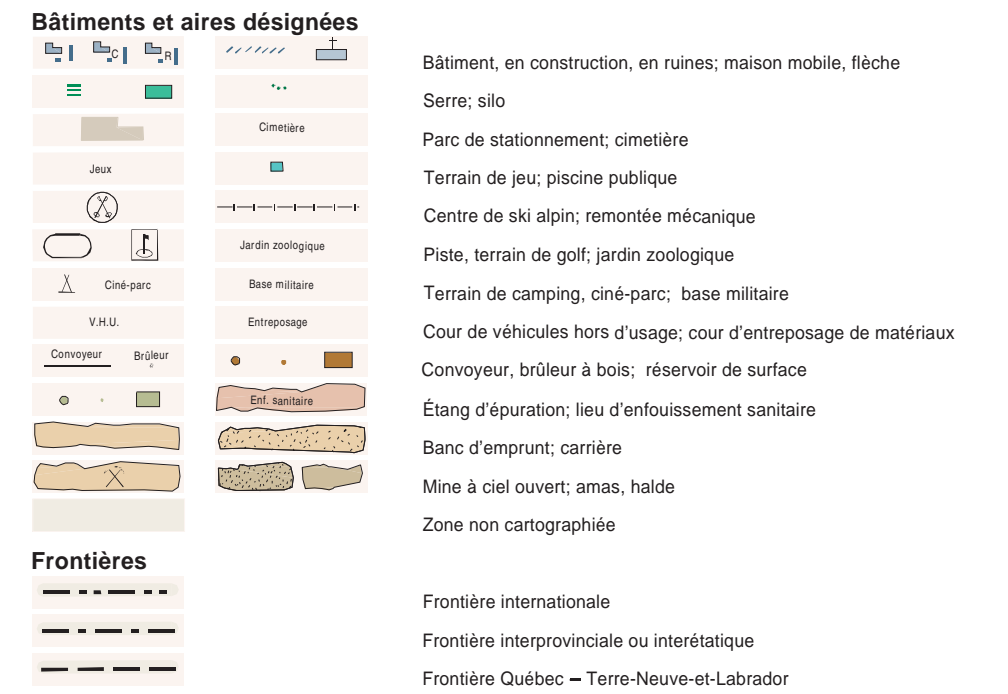 Bâtiments et aires désignées
C R Bâtiment, en construction, en ruines; maison mobile, flèche
Serre; silo
Cimetière Parc de stationnement; cimetière
Jeux Terrain de jeu; piscine publique
Centre de ski alpin; remontée mécanique
Jardin zoologique Piste, terrain de golf; jardin zoologique
Ciné-parc Base militaire Terrain de camping, ciné-parc; base militaire
V.H.U. Entreposage Cour de véhicules hors d'usage; cour d'entreposage de matériaux
Convoyeur Brûleur Convoyeur, brûleur à bois; réservoir de surface
Enf. sanitaire Étang d'épuration; lieu d'enfouissement sanitaire
Banc d'emprunt; carrière
Mine à ciel ouvert; amas, halde
Zone non cartographiée
Frontières
Frontière internationale
Frontière interprovinciale ou interétatique
Frontière Québec – Terre-Neuve-et-Labrador